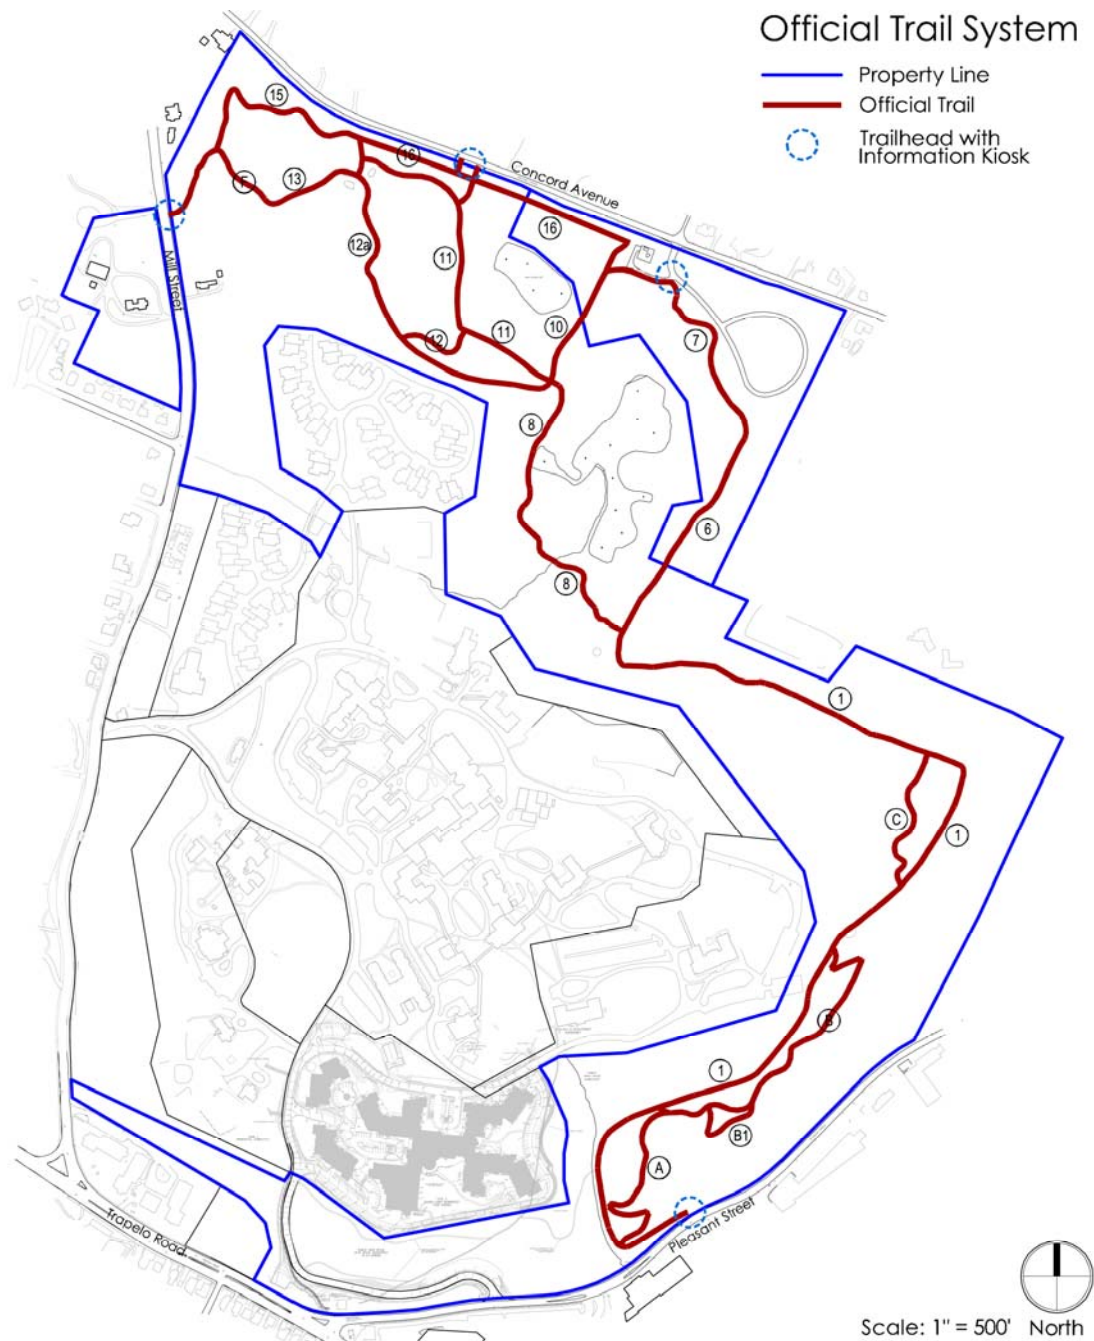 Official Trail System
Property Line
Official Trail
Trailhead with
Information Kiosk
15
16
Concord Avenue
F
13
16
12a
11
Mill Street
7
10
11
12
8
6
8
1
C
1
B
1
B1
A
Pleasant Street
Trapelo Road
Scale: 1" = 500'
North